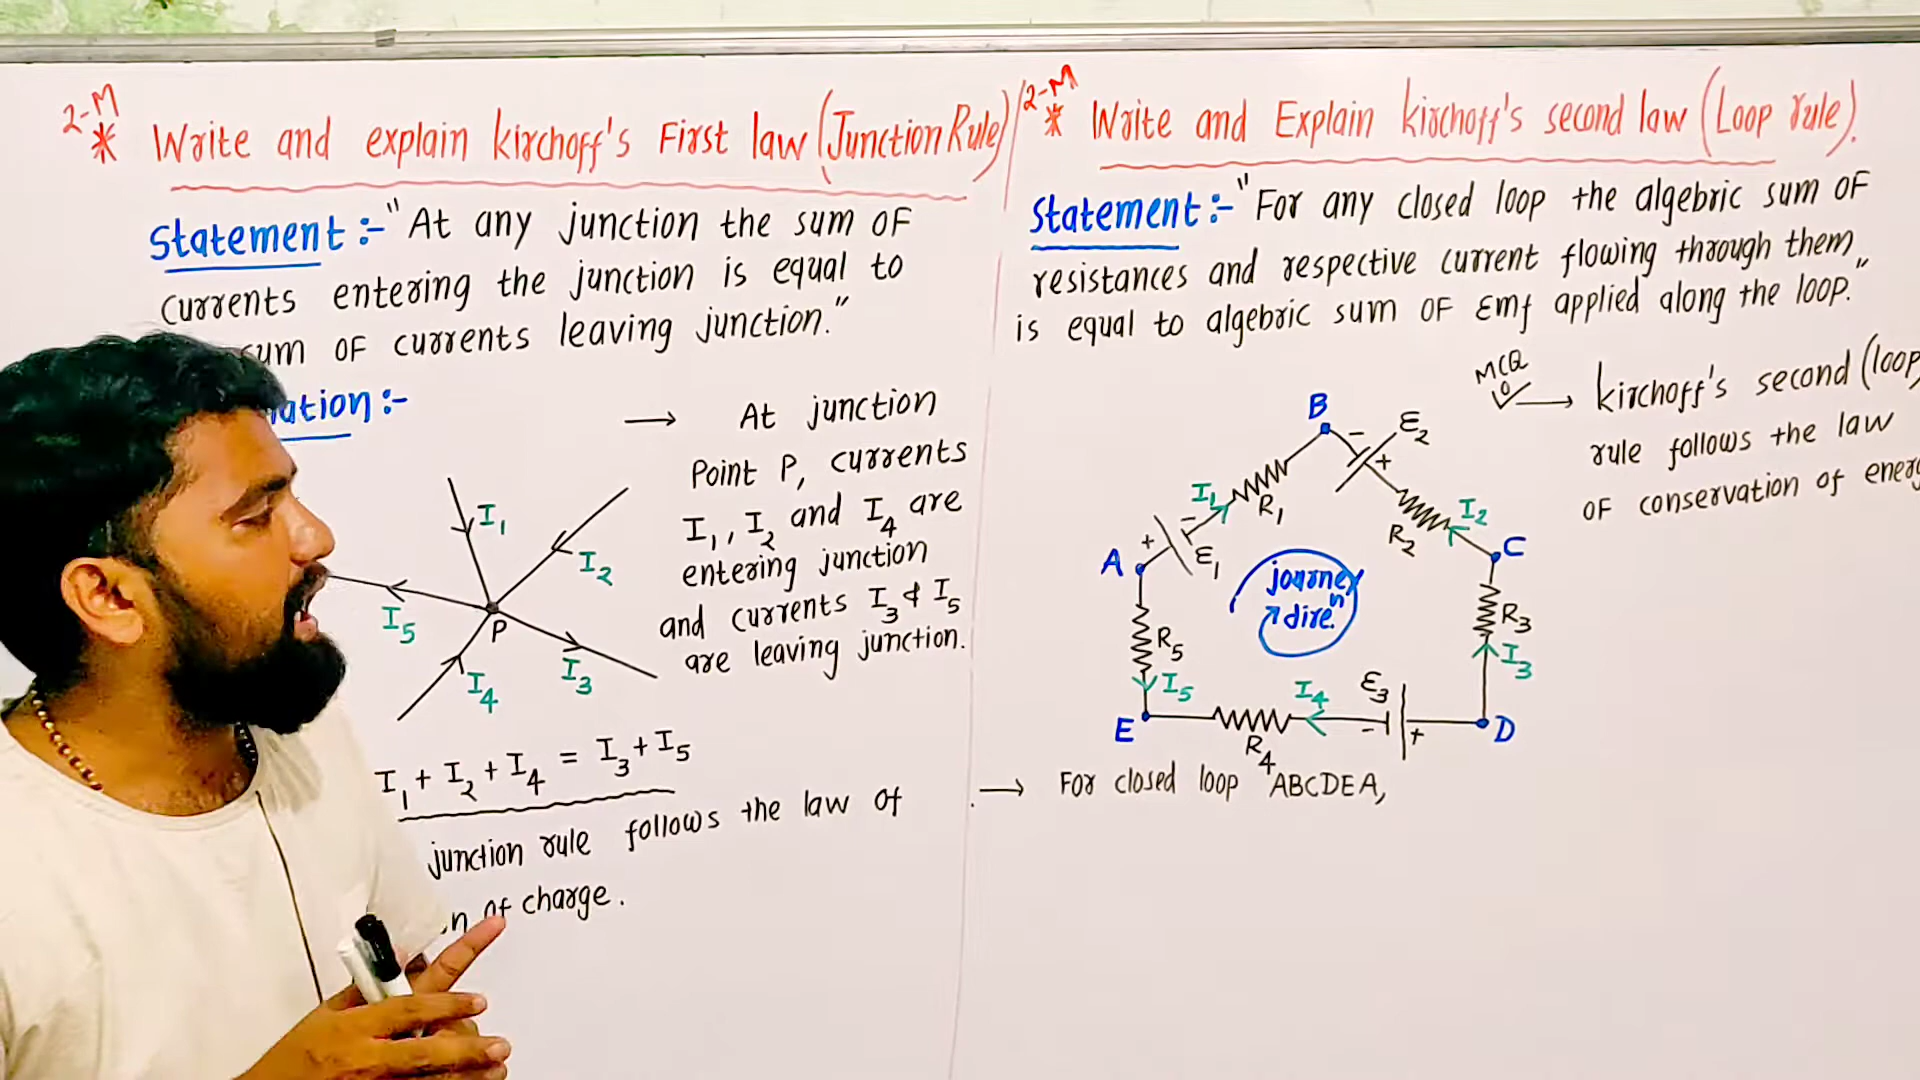 2-M
* Write and explain kirchoff's First law (Junction Rule)
Statement :- "At any junction the sum of
currents entering the junction is equal to
sum of currents leaving junction."
ation :-
I1
I2
I5
P
I4
I3
→ At junction
Point P, currents
I1, I2 and I4 are
entering junction
and currents I3 & I5
are leaving junction.
I1 + I2 + I4 = I3 + I5
junction rule follows the law of
n of charge.
2-M
* Write and Explain kirchoff's second law (Loop rule).
Statement :- "For any closed loop the algebric sum of
resistances and respective current flowing through them
is equal to algebric sum of Emf applied along the loop."
MCQ
→ kirchoff's second (loop
rule follows the law
of conservation of energ
B
- ε2
+
I1
R1
R2
I2
C
A
+ -
ε1
journey
diren
R3
I3
R5
I5
E
R4
I4
ε3
- +
D
→ For closed loop ABCDEA,